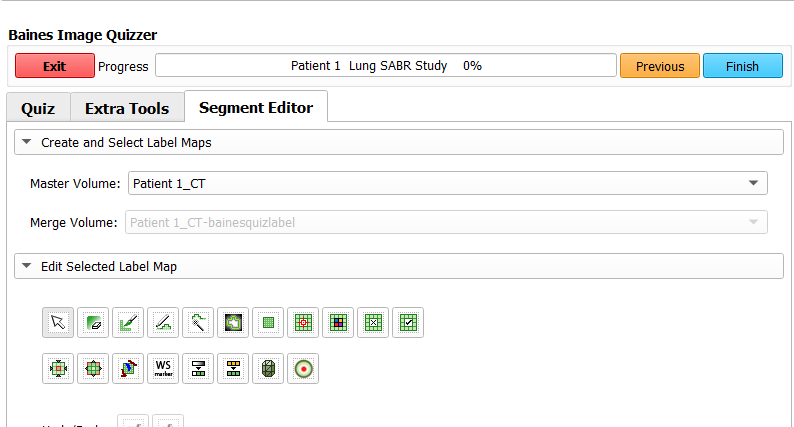 Baines Image Quizzer
Exit Progress Patient 1 Lung SABR Study 0% Previous Finish
Quiz Extra Tools Segment Editor
Create and Select Label Maps
Master Volume: Patient 1_CT
Merge Volume: Patient 1_CT-bainesquizlabel
Edit Selected Label Map
WS
marker